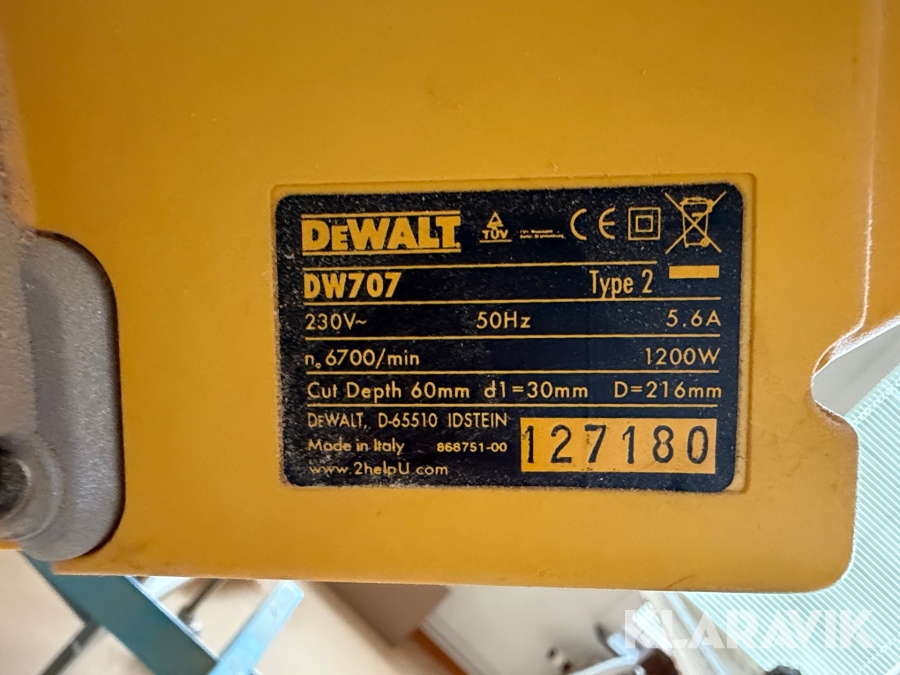 DEWALT TÜV CE
DW707 Type 2
230V~ 50Hz 5.6A
n₀ 6700/min 1200W
Cut Depth 60mm d1=30mm D=216mm
DEWALT, D-65510 IDSTEIN
Made in Italy 868751-00 127180
www.2helpU.com
KLARAVIK